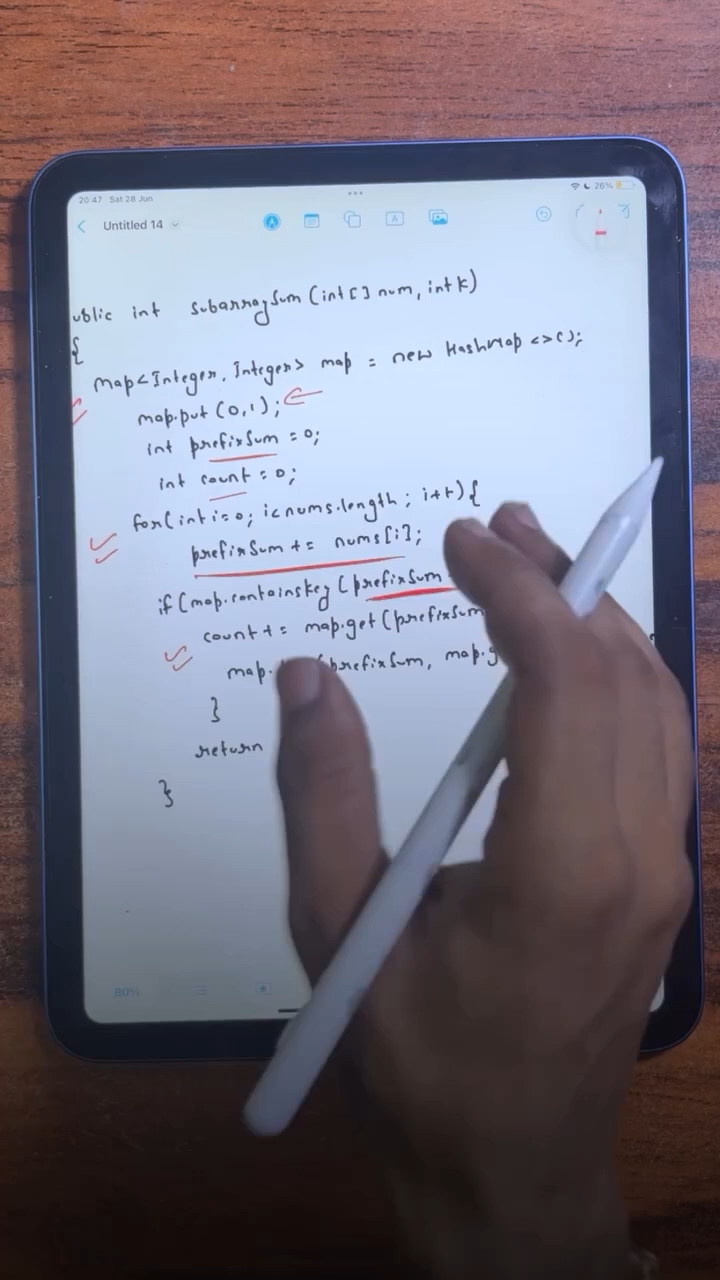 20:47 Sat 28 Jun
26%
Untitled 14
A
ublic int subarraySum (int[] num, int k)
{
Map<Integer, Integer> map = new HashMap <>();
map.put (0,1);
int prefixSum = 0;
int count = 0;
for(int i=0; i<nums.length; i++) {
prefixSum += nums[i];
if (map.containskey (prefixSum
count += map.get (prefixSum
map. prefixSum, map.g
}
return
}
80%